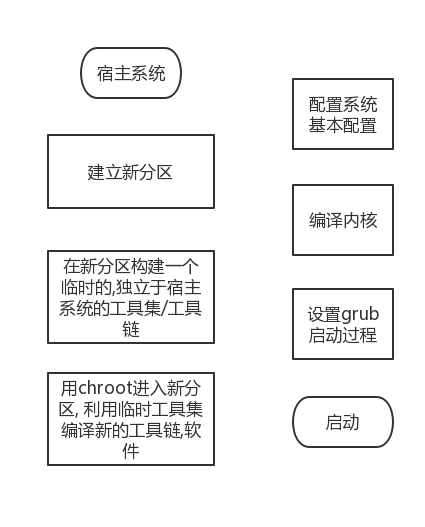 宿主系统
建立新分区
在新分区构建一个
临时的,独立于宿主
系统的工具集/工具
链
用chroot进入新分
区, 利用临时工具集
编译新的工具链,软
件
配置系统
基本配置
编译内核
设置grub
启动过程
启动